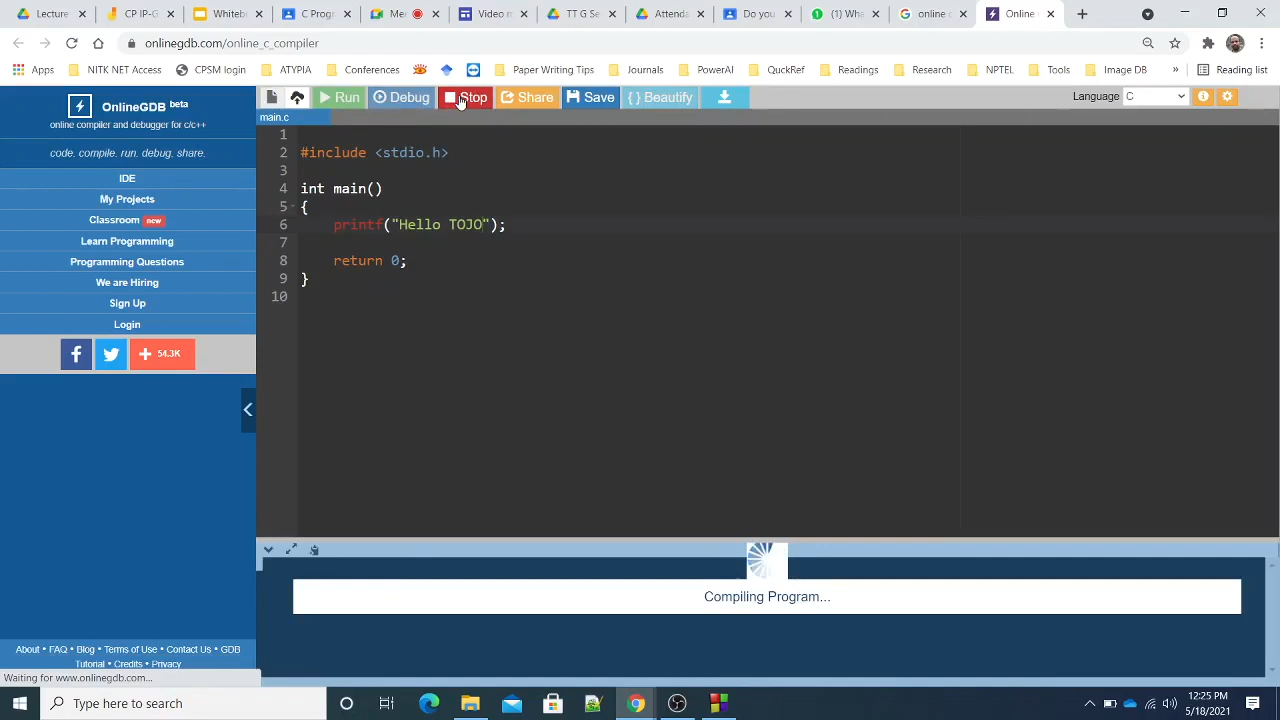 Lecture
CP IP-G
Whiteb
C Progr
Me
Video m
TT G Se
Attenda
Do you
(1) Wha
online c
Online
onlinegdb.com/online_c_compiler
Apps
NITK NET Access
CPSM login
ATYPIA
Conferences
Paper Writing Tips
Journals
PowerAI
QuickRef
Readings
Research
NPTEL
Tools
Image DB
»
Reading list
OnlineGDB beta
online compiler and debugger for c/c++
code. compile. run. debug. share.
IDE
My Projects
Classroom new
Learn Programming
Programming Questions
We are Hiring
Sign Up
Login
54.3K
About • FAQ • Blog • Terms of Use • Contact Us • GDB
Tutorial • Credits • Privacy
Waiting for www.onlinegdb.com...
Run
Debug
Stop
Share
Save
{ } Beautify
Language C
main.c
1
2 #include <stdio.h>
3
4 int main()
5 {
6 printf("Hello TOJO");
7
8 return 0;
9 }
10
Compiling Program...
Type here to search
12:25 PM
5/18/2021